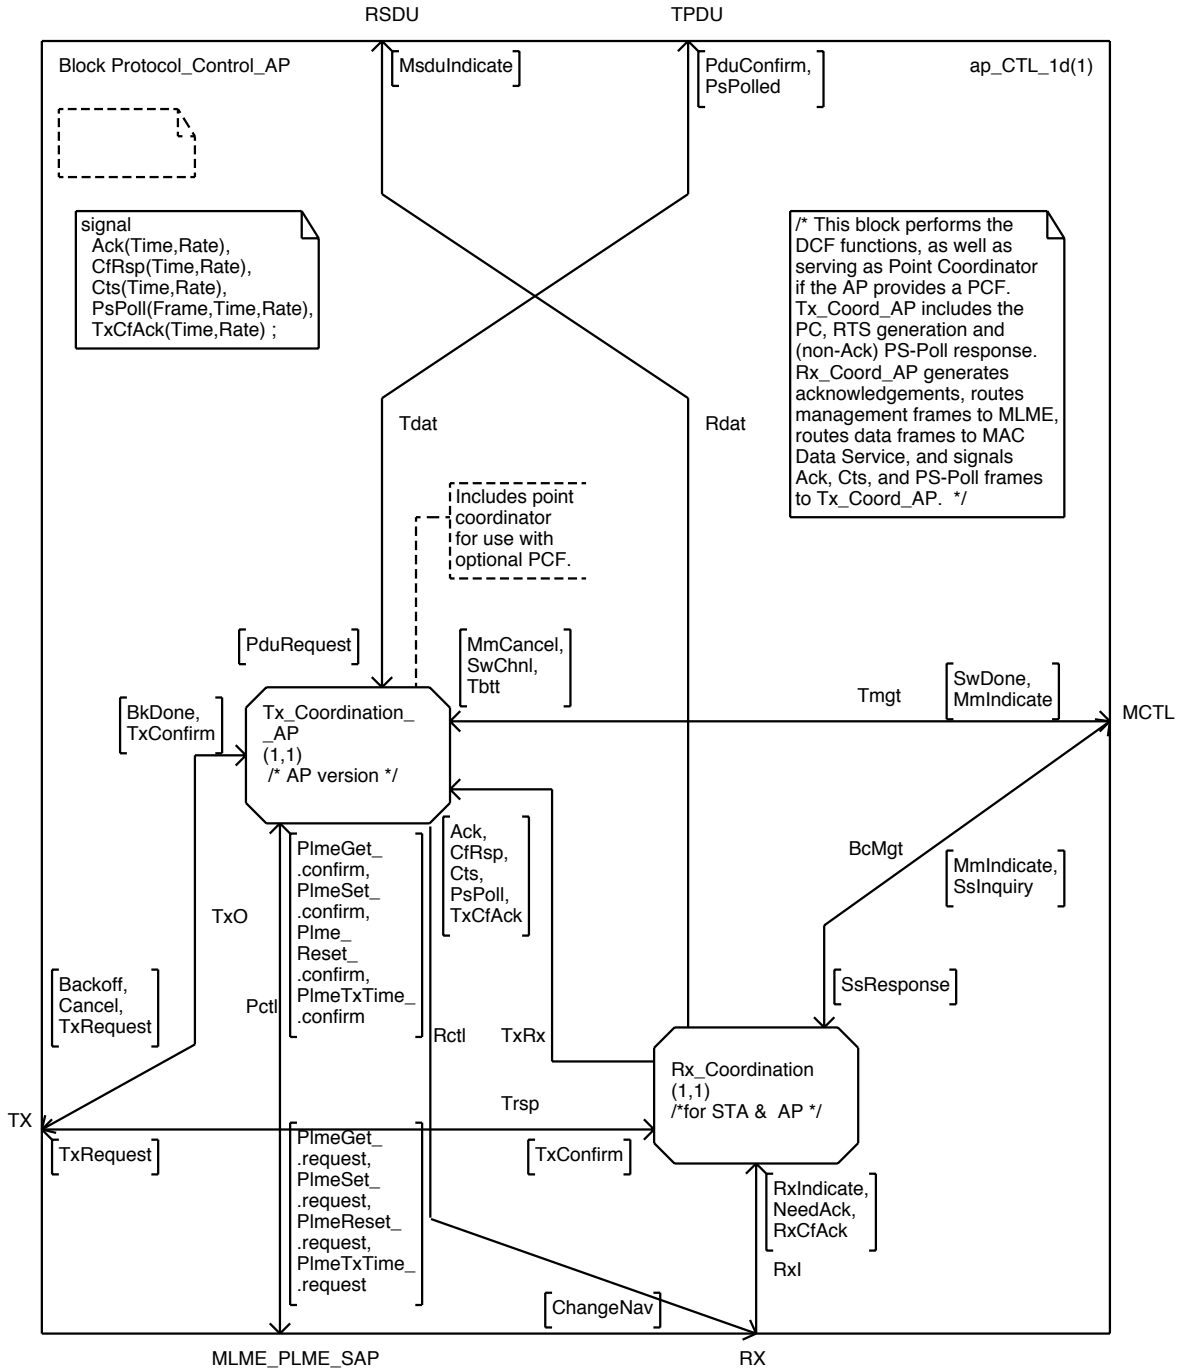 RSDU
TPDU
Block Protocol_Control_AP
MsduIndicate
PduConfirm,
PsPolled
ap_CTL_1d(1)
signal
Ack(Time,Rate),
CfRsp(Time,Rate),
Cts(Time,Rate),
PsPoll(Frame,Time,Rate),
TxCfAck(Time,Rate) ;
/* This block performs the
DCF functions, as well as
serving as Point Coordinator
if the AP provides a PCF.
Tx_Coord_AP includes the
PC, RTS generation and
(non-Ack) PS-Poll response.
Rx_Coord_AP generates
acknowledgements, routes
management frames to MLME,
routes data frames to MAC
Data Service, and signals
Ack, Cts, and PS-Poll frames
to Tx_Coord_AP.  */
Tdat
Rdat
Includes point
coordinator
for use with
optional PCF.
PduRequest
MmCancel,
SwChnl,
Tbtt
Tmgt
SwDone,
MmIndicate
MCTL
BkDone,
TxConfirm
Tx_Coordination_
_AP
(1,1)
/* AP version */
BcMgt
MmIndicate,
SsInquiry
PlmeGet_
.confirm,
PlmeSet_
.confirm,
Plme_
Reset_
.confirm,
PlmeTxTime_
.confirm
Ack,
CfRsp,
Cts,
PsPoll,
TxCfAck
TxO
Backoff,
Cancel,
TxRequest
Pctl
Rctl
TxRx
SsResponse
Rx_Coordination
(1,1)
/*for STA &  AP */
TX
Trsp
TxRequest
TxConfirm
PlmeGet_
.request,
PlmeSet_
.request,
PlmeReset_
.request,
PlmeTxTime_
.request
RxIndicate,
NeedAck,
RxCfAck
RxI
ChangeNav
MLME_PLME_SAP
RX